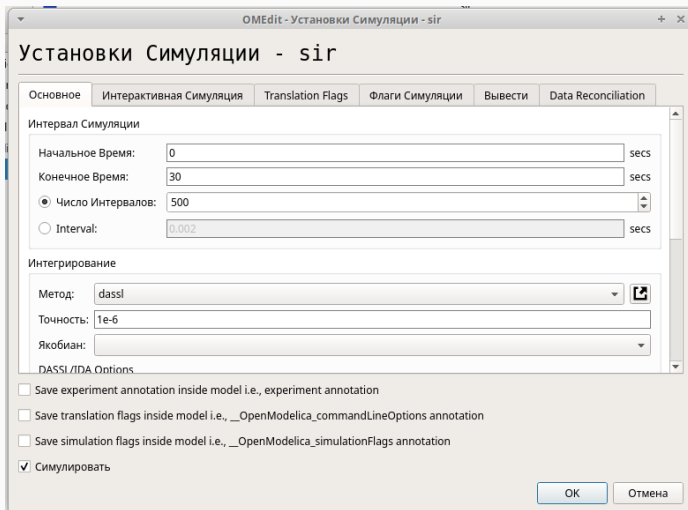 OMEdit - Установки Симуляции - sir
Установки Симуляции - sir
Основное Интерактивная Симуляция Translation Flags Флаги Симуляции Вывести Data Reconciliation
Интервал Симуляции
Начальное Время: 0 secs
Конечное Время: 30 secs
Число Интервалов: 500
Interval: 0.002 secs
Интегрирование
Метод: dassl
Точность: 1e-6
Якобиан:
DASSL/IDA Options
Save experiment annotation inside model i.e., experiment annotation
Save translation flags inside model i.e., __OpenModelica_commandLineOptions annotation
Save simulation flags inside model i.e., __OpenModelica_simulationFlags annotation
Симулировать
OK Отмена